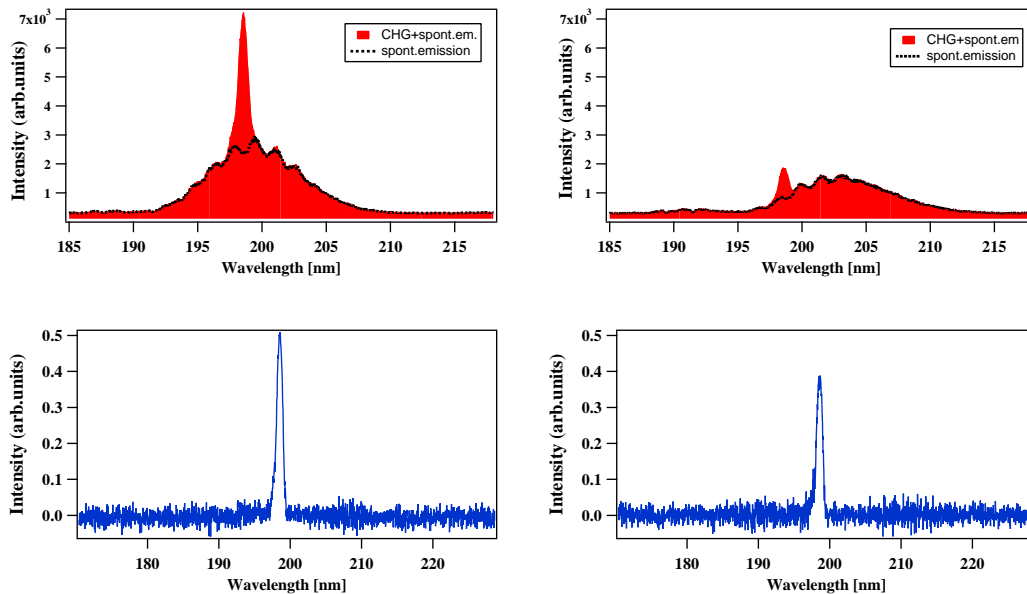 7x10³
6
5
4
3
2
1
Intensity (arb.units)
CHG+spont.em.
spont.emission
185 190 195 200 205 210 215
Wavelength [nm]
7x10³
6
5
4
3
2
1
Intensity (arb.units)
CHG+spont.em
spont.emission
185 190 195 200 205 210 215
Wavelength [nm]
0.5
0.4
0.3
0.2
0.1
0.0
Intensity (arb.units)
180 190 200 210 220
Wavelength [nm]
0.5
0.4
0.3
0.2
0.1
0.0
Intensity (arb.units)
180 190 200 210 220
Wavelength [nm]